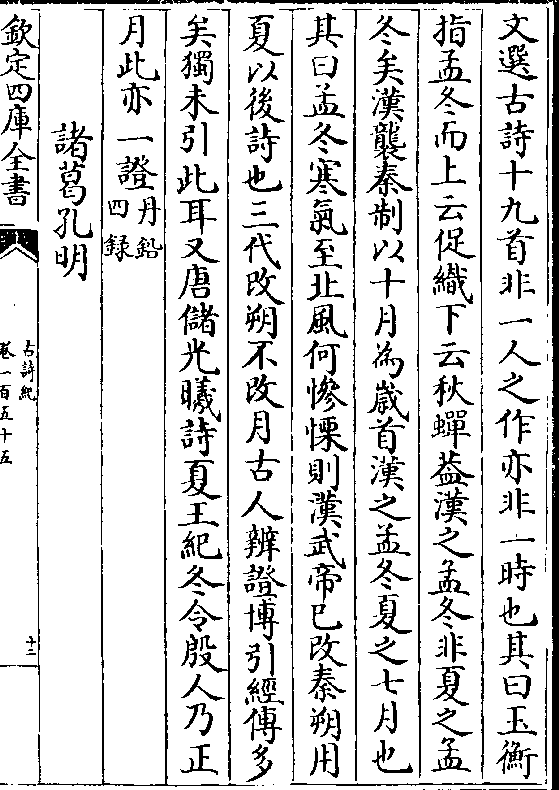 文選古詩十九首非一人之作亦非一時也其曰玉衡
指孟冬而上云促織下云秋蟬葢漢之孟冬非夏之孟
冬矣漢襲秦制以十月為歲首漢之孟冬夏之七月也
其曰孟冬寒氣至北風何慘慄則漢武帝已改秦朔用
夏以後詩也三代改朔不改月古人辨證博引經傳多
矣獨未引此耳又唐儲光曦詩夏王紀冬令殷人乃正
月此亦一證丹鉛四録
諸葛孔明
欽定四庫全書
古詩紀
卷一百五十五
十三